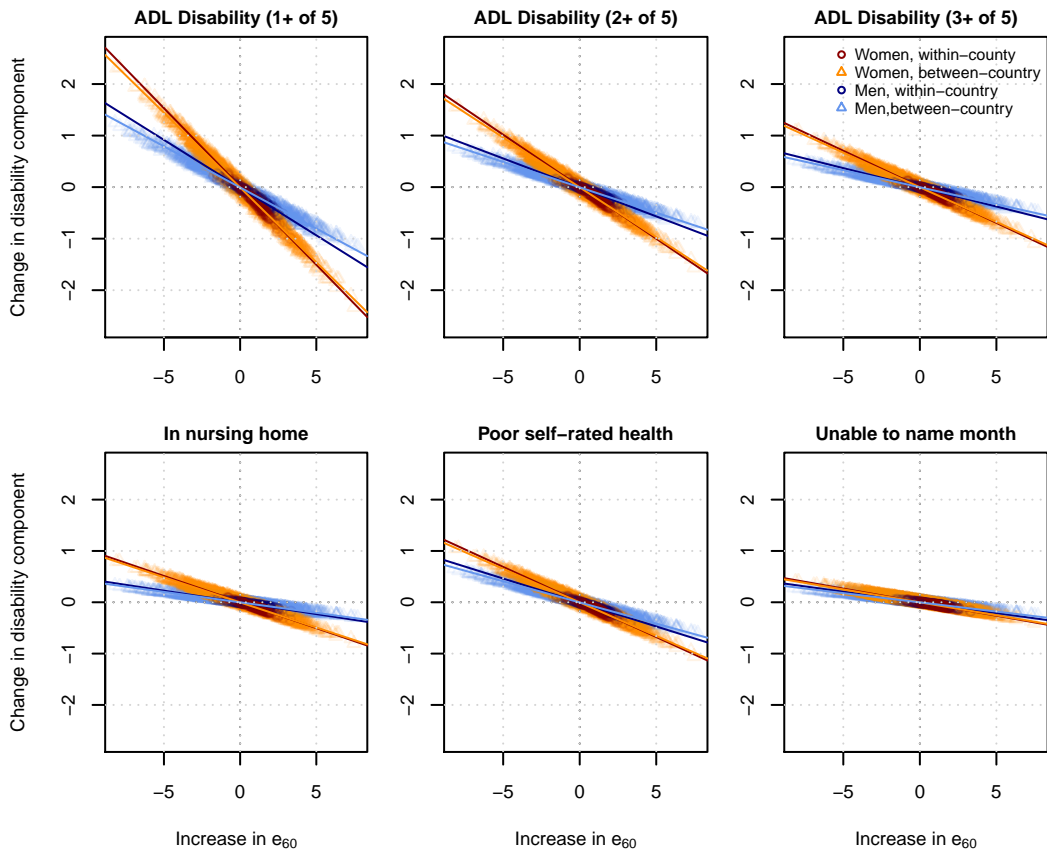 ADL Disability (1+ of 5)
ADL Disability (2+ of 5)
ADL Disability (3+ of 5)
Change in disability component
2
1
0
−1
−2
−5 0 5
2
1
0
−1
−2
−5 0 5
2
1
0
−1
−2
−5 0 5
Women, within−county
Women, between−country
Men, within−country
Men,between−country
In nursing home
Poor self−rated health
Unable to name month
Change in disability component
2
1
0
−1
−2
−5 0 5
2
1
0
−1
−2
−5 0 5
2
1
0
−1
−2
−5 0 5
Increase in e60
Increase in e60
Increase in e60